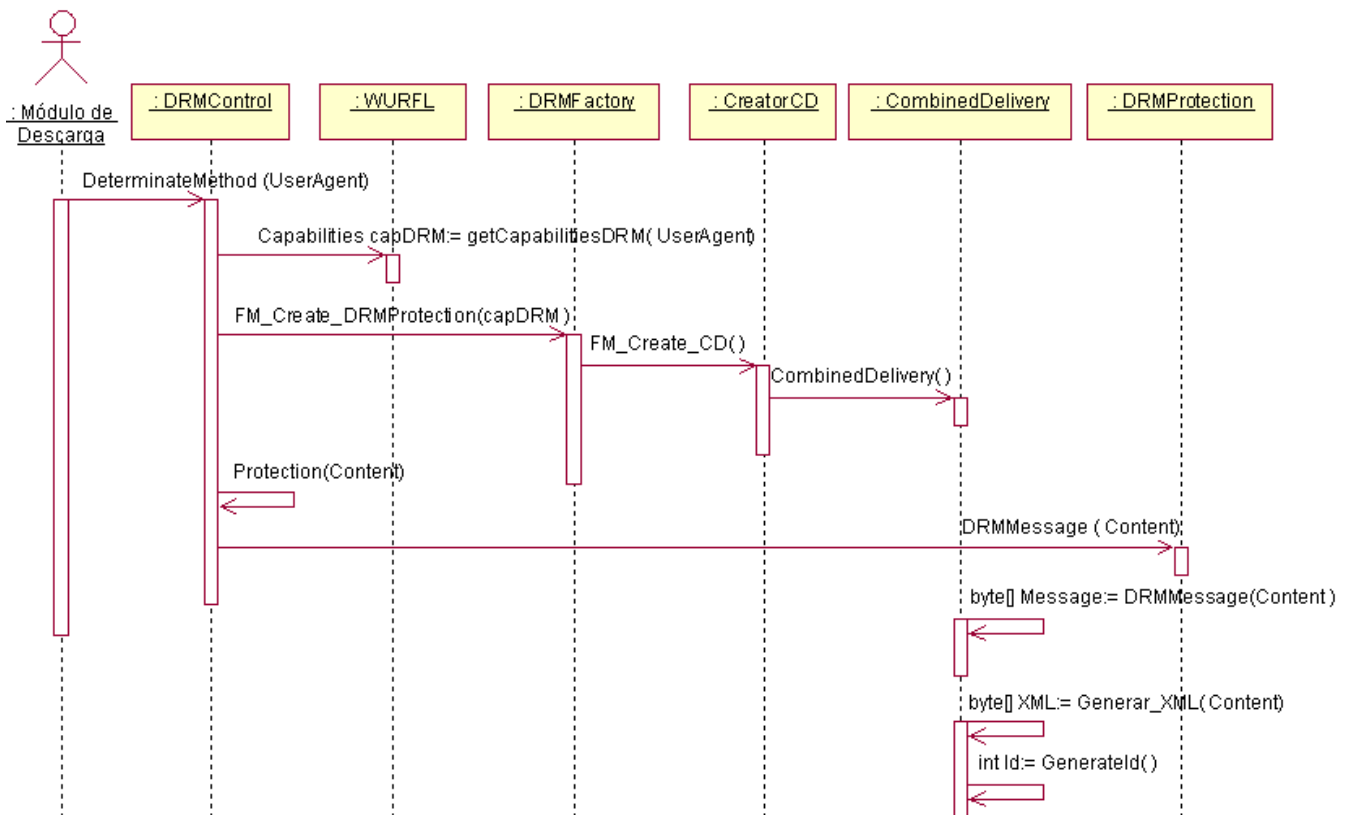 : Módulo de
Descarga
: DRMControl
: WURFL
: DRMFactory
: CreatorCD
: CombinedDelivery
: DRMProtection
DeterminateMethod (UserAgent)
Capabilities capDRM:= getCapabilitiesDRM( UserAgent)
FM_Create_DRMProtection(capDRM )
FM_Create_CD()
CombinedDelivery()
Protection(Content)
DRMMessage ( Content)
byte[] Message:= DRMMessage(Content )
byte[] XML:= Generar_XML( Content)
int Id:= GenerateId( )